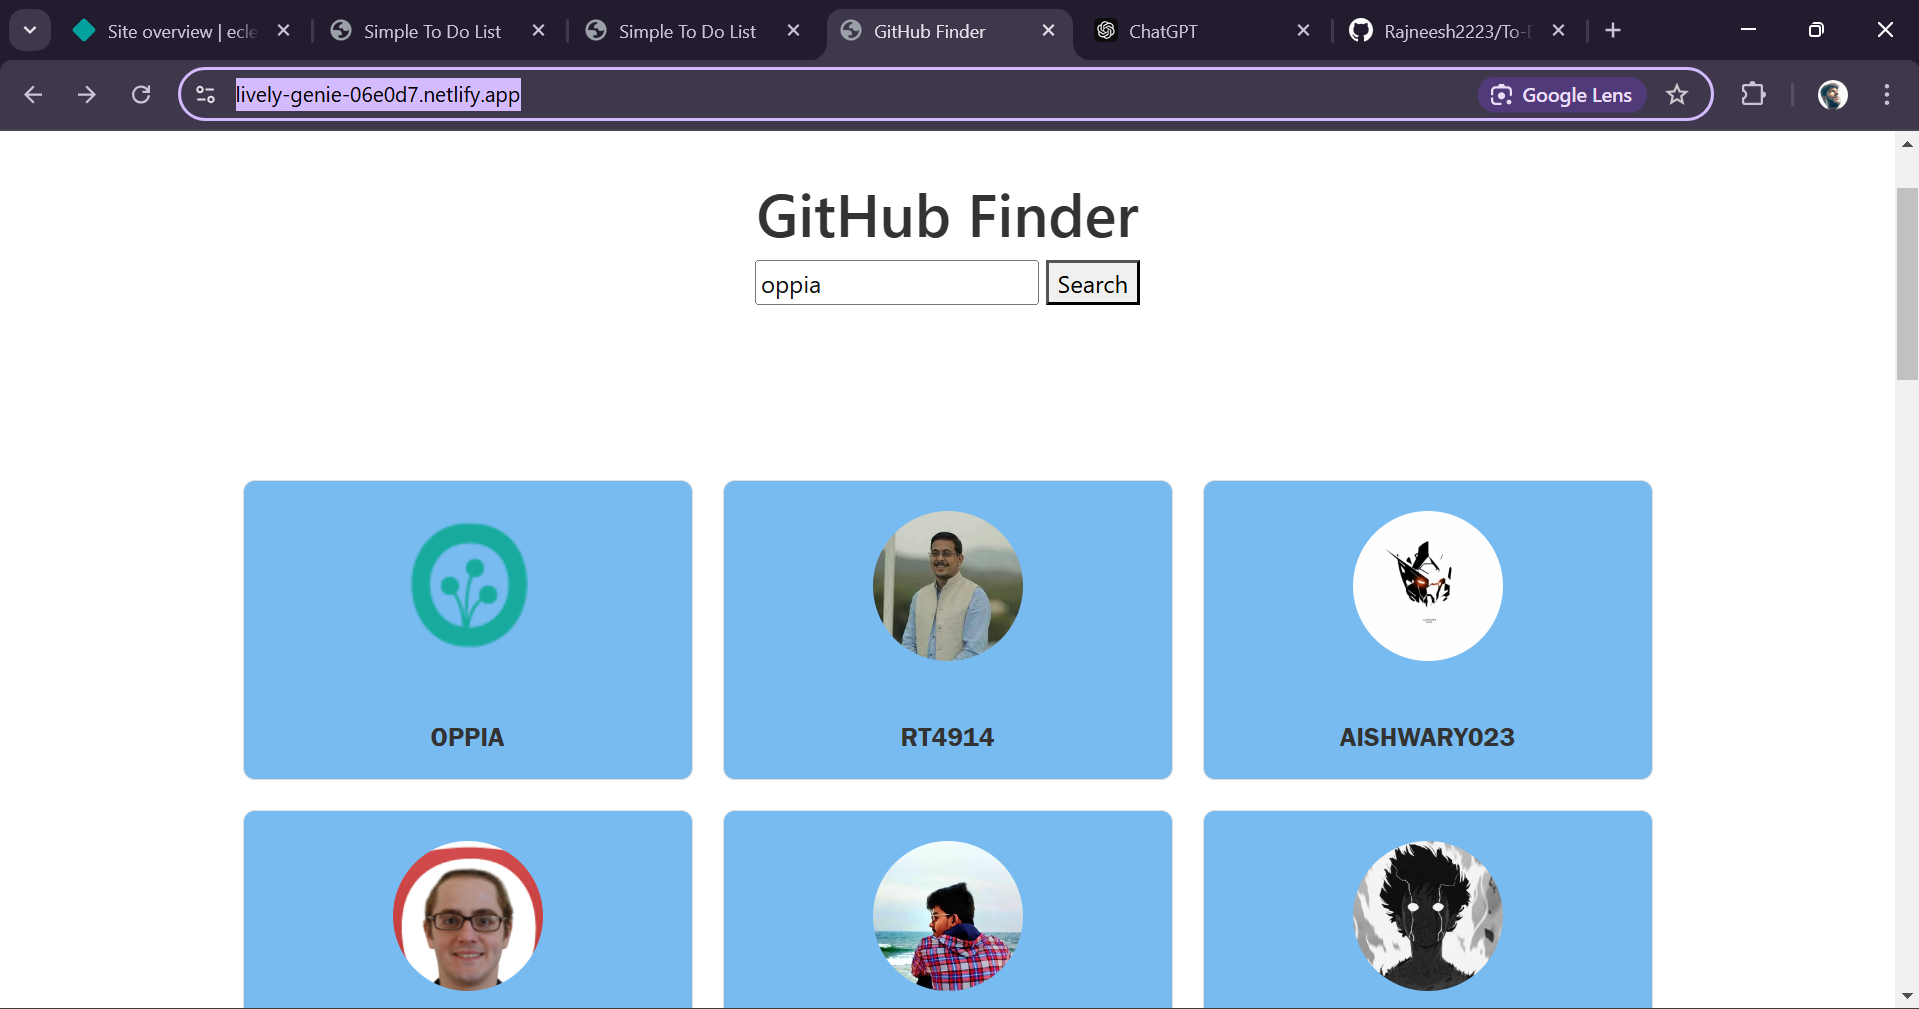 Site overview | ecle
Simple To Do List
Simple To Do List
GitHub Finder
ChatGPT
Rajneesh2223/To-D
lively-genie-06e0d7.netlify.app
Google Lens
GitHub Finder
oppia
Search
OPPIA
RT4914
AISHWARY023